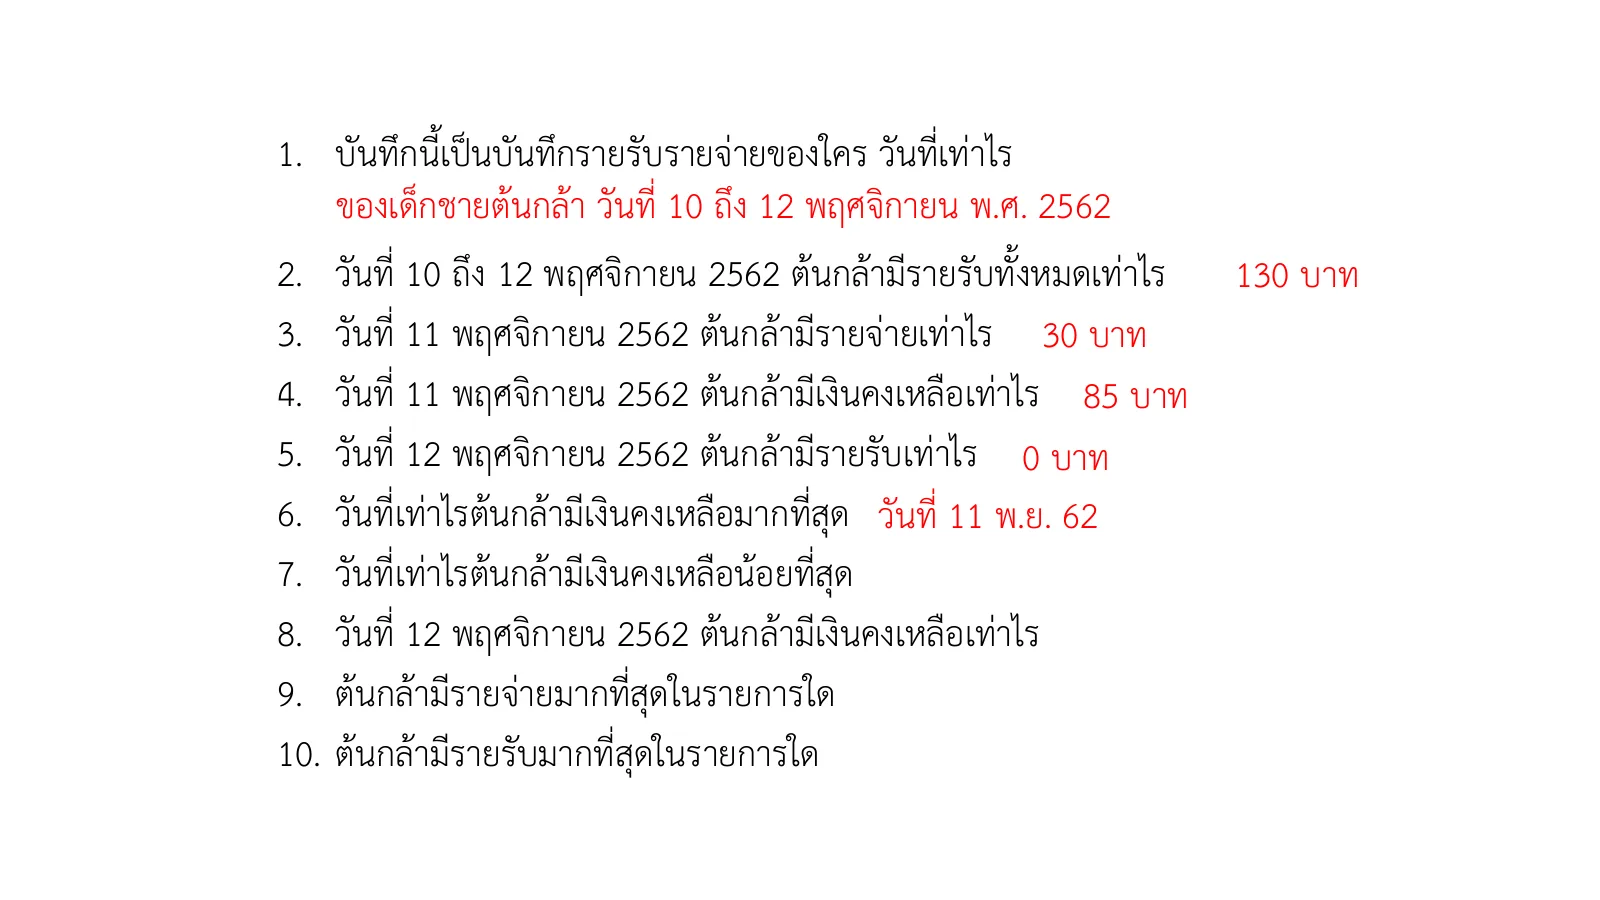 1. บันทึกนี้เป็นบันทึกรายรับรายจ่ายของใคร วันที่เท่าไร
ของเด็กชายต้นกล้า วันที่ 10 ถึง 12 พฤศจิกายน พ.ศ. 2562
2. วันที่ 10 ถึง 12 พฤศจิกายน 2562 ต้นกล้ามีรายรับทั้งหมดเท่าไร 130 บาท
3. วันที่ 11 พฤศจิกายน 2562 ต้นกล้ามีรายจ่ายเท่าไร 30 บาท
4. วันที่ 11 พฤศจิกายน 2562 ต้นกล้ามีเงินคงเหลือเท่าไร 85 บาท
5. วันที่ 12 พฤศจิกายน 2562 ต้นกล้ามีรายรับเท่าไร 0 บาท
6. วันที่เท่าไรต้นกล้ามีเงินคงเหลือมากที่สุด วันที่ 11 พ.ย. 62
7. วันที่เท่าไรต้นกล้ามีเงินคงเหลือน้อยที่สุด
8. วันที่ 12 พฤศจิกายน 2562 ต้นกล้ามีเงินคงเหลือเท่าไร
9. ต้นกล้ามีรายจ่ายมากที่สุดในรายการใด
10. ต้นกล้ามีรายรับมากที่สุดในรายการใด